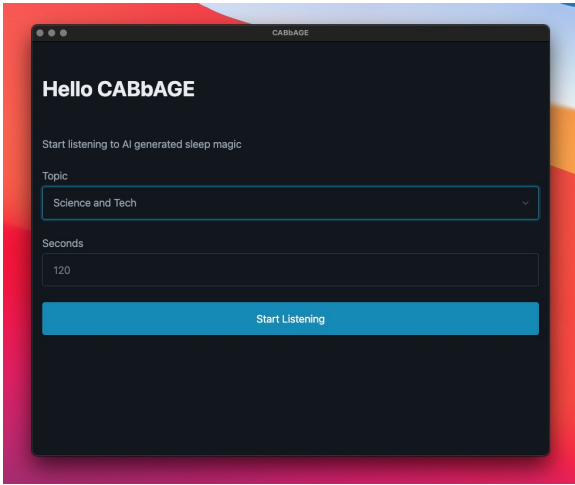 CABbAGE
Hello CABbAGE
Start listening to AI generated sleep magic
Topic
Science and Tech
Seconds
120
Start Listening